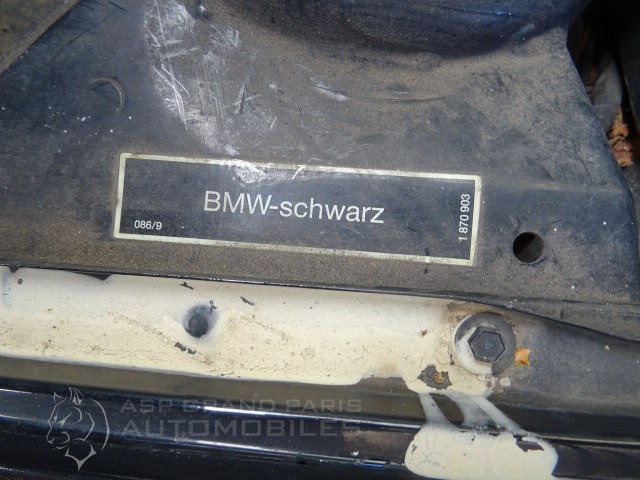 BMW-schwarz
086/9
1 870 903
ASP GRAND PARIS
AUTOMOBILES